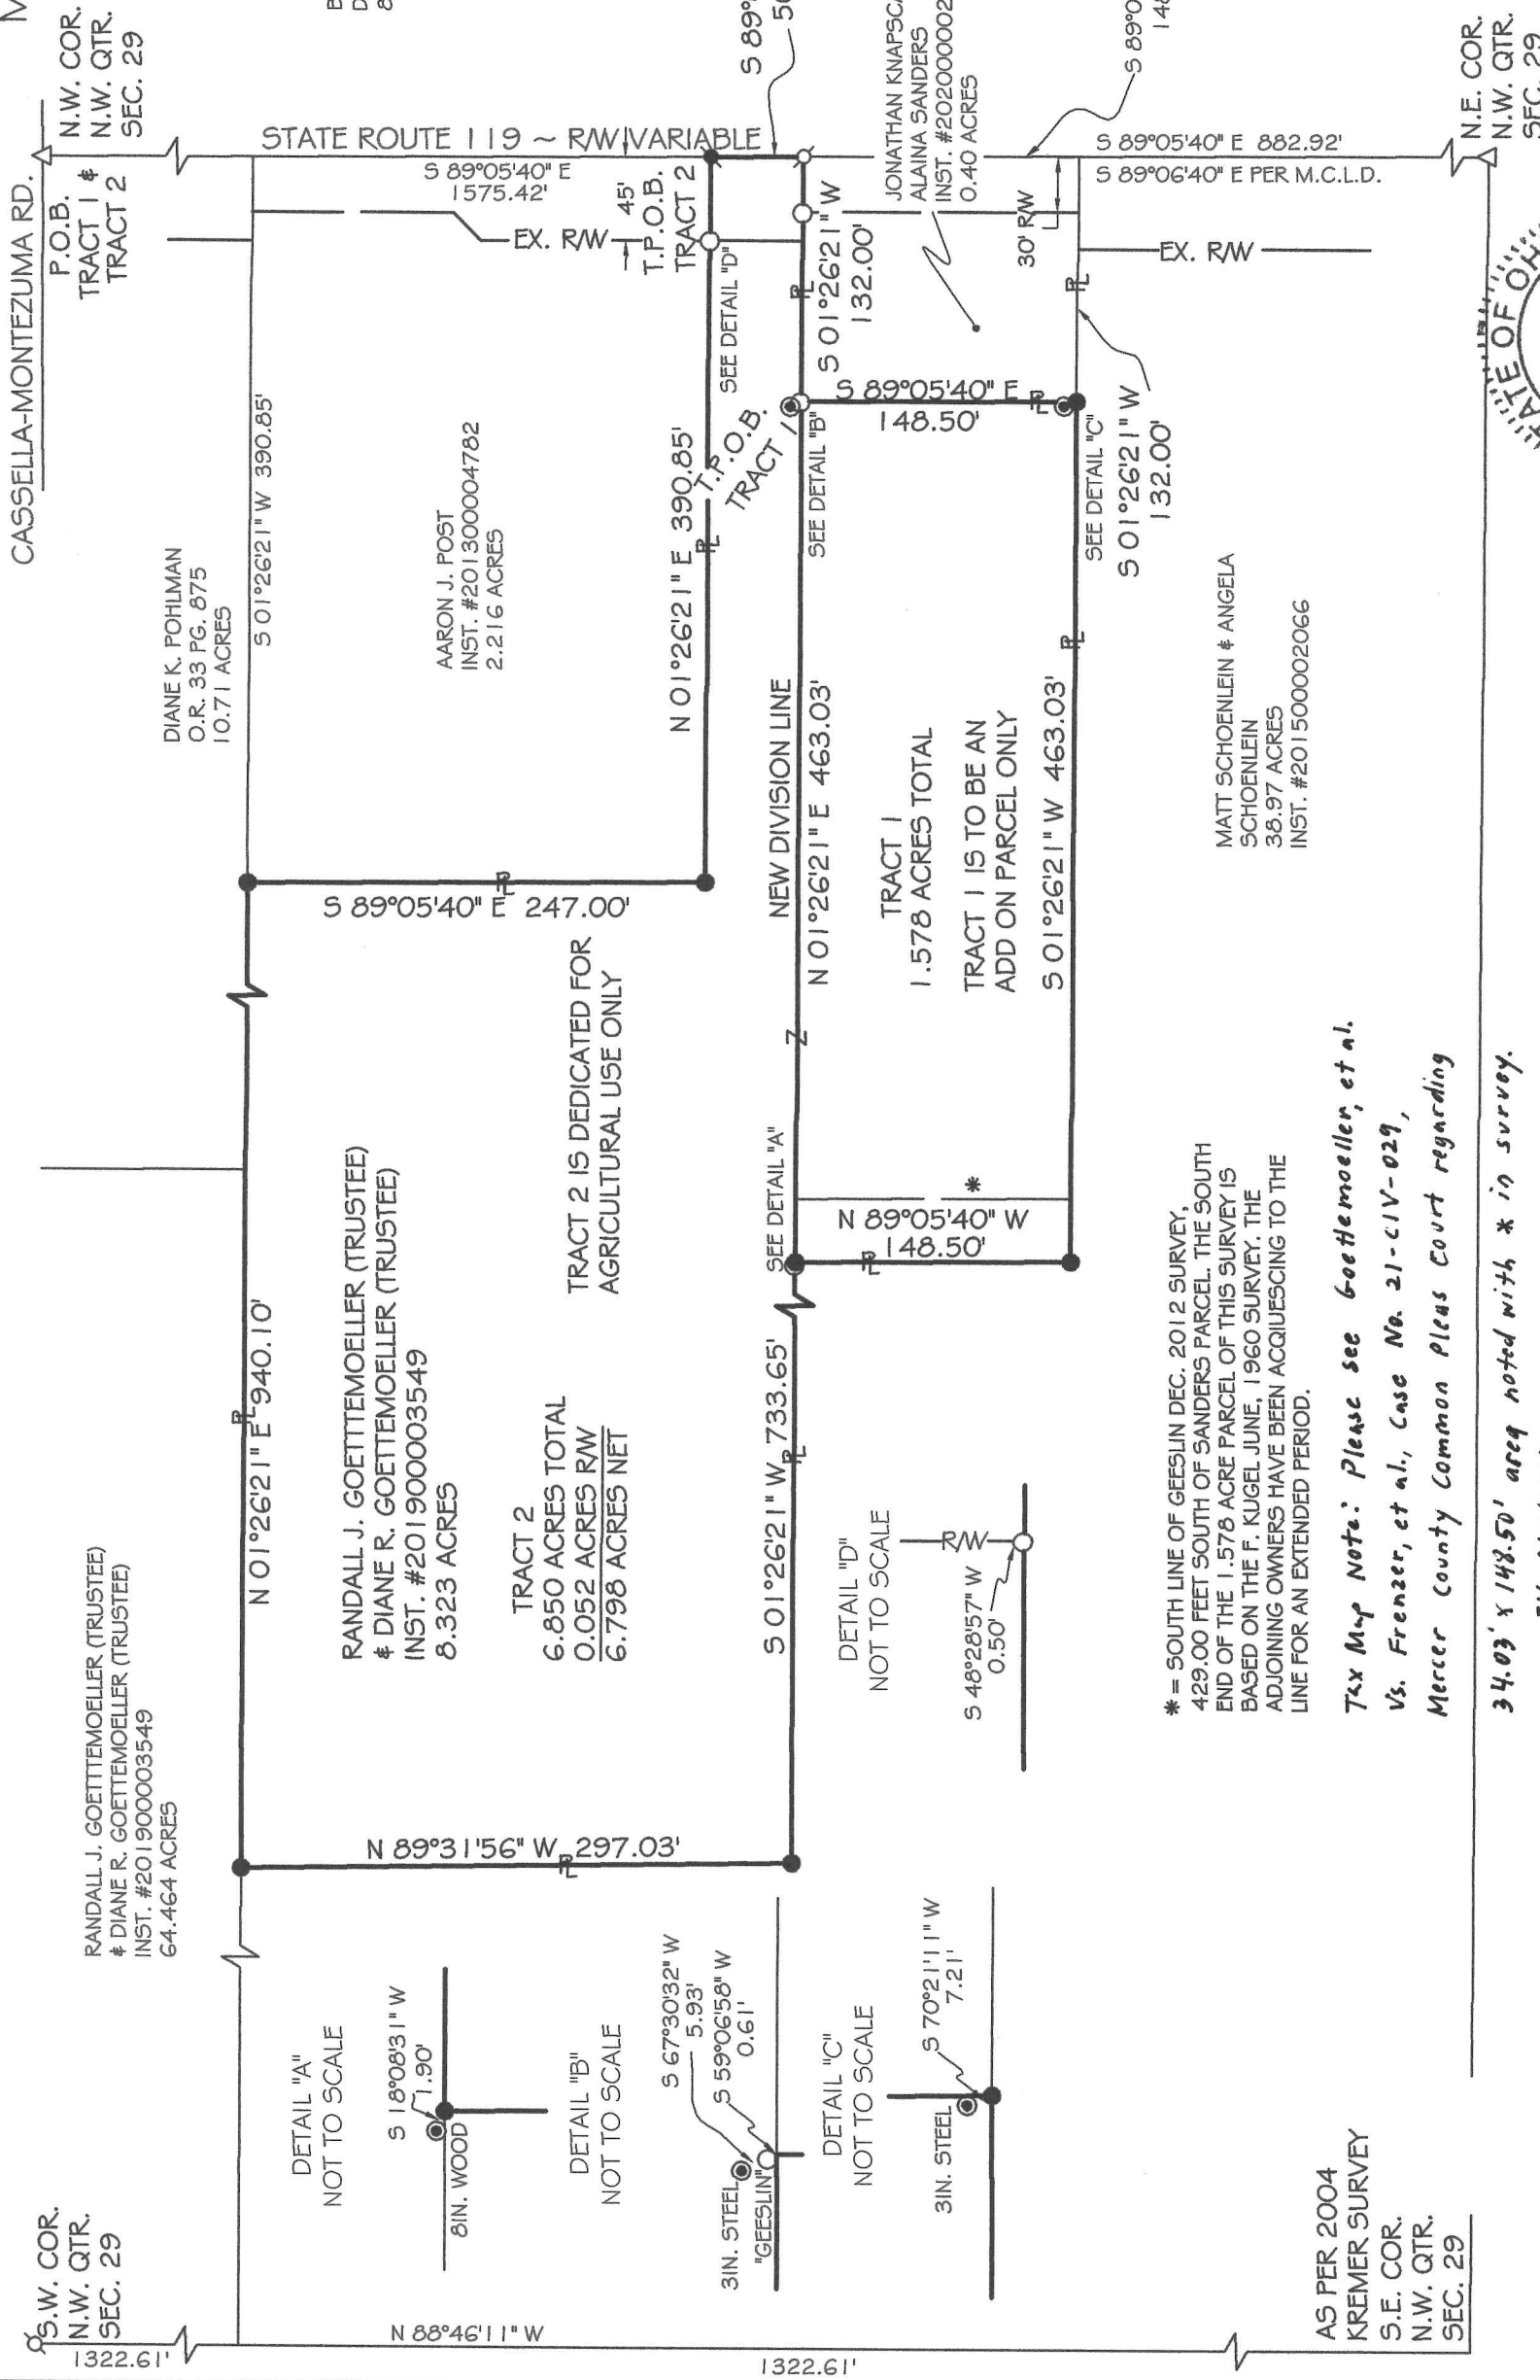 CASSELLA-MONTEZUMA RD.
N.W. COR.
N.W. QTR.
SEC. 29
P.O.B.
TRACT 1 &
TRACT 2
STATE ROUTE 119 ~ R/W VARIABLE
S 89°05'40" E
1575.42'
45'
EX. R/W
T.P.O.B.
TRACT 2
S 89°
JONATHAN KNAPSC
ALAINA SANDERS
INST. #202000002
0.40 ACRES
S 89°0
S 89°05'40" E 882.92'
S 89°06'40" E PER M.C.L.D.
30' R/W
EX. R/W
N.E. COR.
N.W. QTR.
SEC. 29
DIANE K. POHLMAN
O.R. 33 PG. 875
10.71 ACRES
S 01°26'21" W 390.85'
AARON J. POST
INST. #201300004782
2.216 ACRES
N 01°26'21" E 390.85'
SEE DETAIL "D"
S 01°26'21" W
132.00'
T.P.O.B.
TRACT 1
SEE DETAIL "B"
S 89°05'40" E
148.50'
SEE DETAIL "C"
S 01°26'21" W
132.00'
S 89°05'40" E 247.00'
NEW DIVISION LINE
N 01°26'21" E 463.03'
TRACT 1
1.578 ACRES TOTAL
TRACT 1 IS TO BE AN
ADD ON PARCEL ONLY
S 01°26'21" W 463.03'
MATT SCHOENLEIN & ANGELA
SCHOENLEIN
38.97 ACRES
INST. #201500002066
TRACT 2 IS DEDICATED FOR
AGRICULTURAL USE ONLY
SEE DETAIL "A"
*
N 89°05'40" W
148.50'
N 01°26'21" E 940.10'
RANDALL J. GOETTEMOELLER (TRUSTEE)
& DIANE R. GOETTEMOELLER (TRUSTEE)
INST. #201900003549
8.323 ACRES
TRACT 2
6.850 ACRES TOTAL
0.052 ACRES R/W
6.798 ACRES NET
S 01°26'21" W 733.65'
N 89°31'56" W 297.03'
RANDALL J. GOETTEMOELLER (TRUSTEE)
& DIANE R. GOETTEMOELLER (TRUSTEE)
INST. #201900003549
64.464 ACRES
DETAIL "D"
NOT TO SCALE
R/W
S 48°28'57" W
0.50'
* = SOUTH LINE OF GEESLIN DEC. 2012 SURVEY,
429.00 FEET SOUTH OF SANDERS PARCEL. THE SOUTH
END OF THE 1.578 ACRE PARCEL OF THIS SURVEY IS
BASED ON THE F. KUGEL JUNE, 1960 SURVEY. THE
ADJOINING OWNERS HAVE BEEN ACQIUESCING TO THE
LINE FOR AN EXTENDED PERIOD.
Tax Map Note: Please see Goettemoeller, et al.
Vs. Frenzer, et al., Case No. 21-CIV-029,
Mercer County Common Pleas Court regarding
34.03' x 148.50' area noted with * in survey.
DETAIL "A"
NOT TO SCALE
S 18°08'31" W
1.90'
8IN. WOOD
DETAIL "B"
NOT TO SCALE
S 67°30'32" W
5.93'
S 59°06'58" W
0.61'
3IN. STEEL
"GEESLIN"
DETAIL "C"
NOT TO SCALE
S 70°21'11" W
7.21'
3IN. STEEL
S.W. COR.
N.W. QTR.
SEC. 29
1322.61'
N 88°46'11" W
1322.61'
AS PER 2004
KREMER SURVEY
S.E. COR.
N.W. QTR.
SEC. 29
ATE OF OH